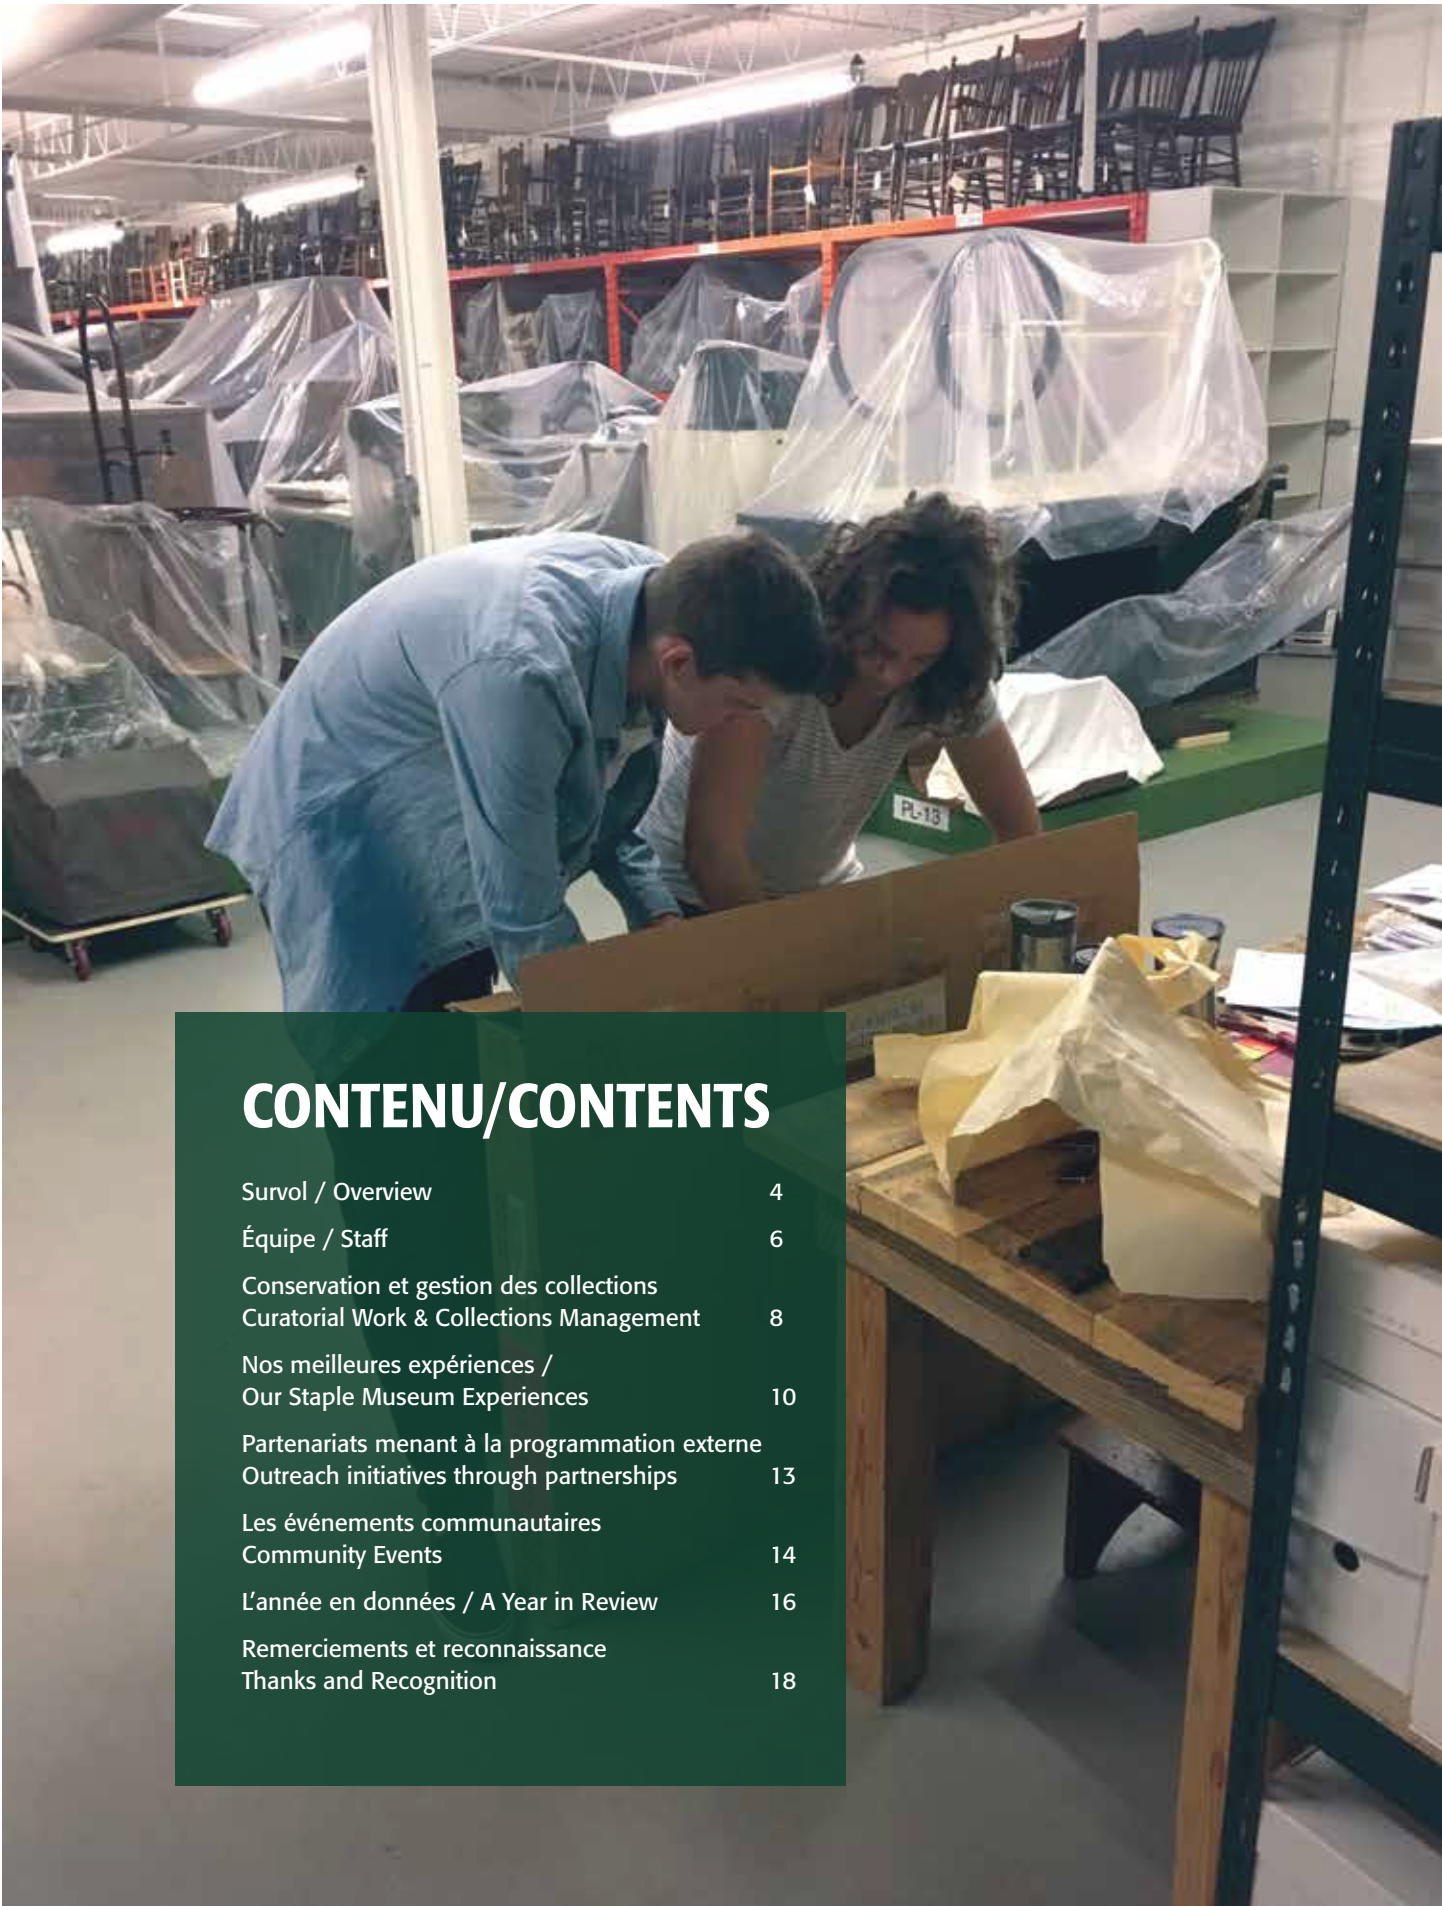 PL-13
CONTENU/CONTENTS
Survol / Overview 4
Équipe / Staff 6
Conservation et gestion des collections
Curatorial Work & Collections Management 8
Nos meilleures expériences /
Our Staple Museum Experiences 10
Partenariats menant à la programmation externe
Outreach initiatives through partnerships 13
Les événements communautaires
Community Events 14
L'année en données / A Year in Review 16
Remerciements et reconnaissance
Thanks and Recognition 18